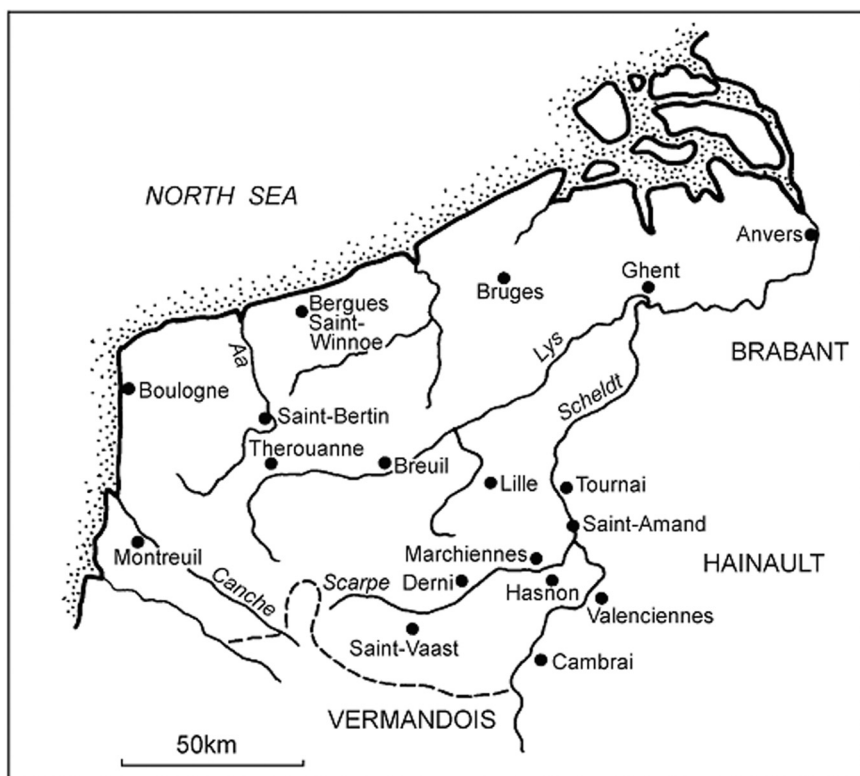 NORTH SEA
Anvers
Ghent
Bruges
Bergues
Saint-
Winnoe
Aa
Lys
BRABANT
Scheldt
Boulogne
Saint-Bertin
Therouanne
Breuil
Lille
Tournai
Saint-Amand
Montreuil
Marchiennes
HAINAULT
Canche
Scarpe
Derni
Hasnon
Valenciennes
Saint-Vaast
Cambrai
VERMANDOIS
50km